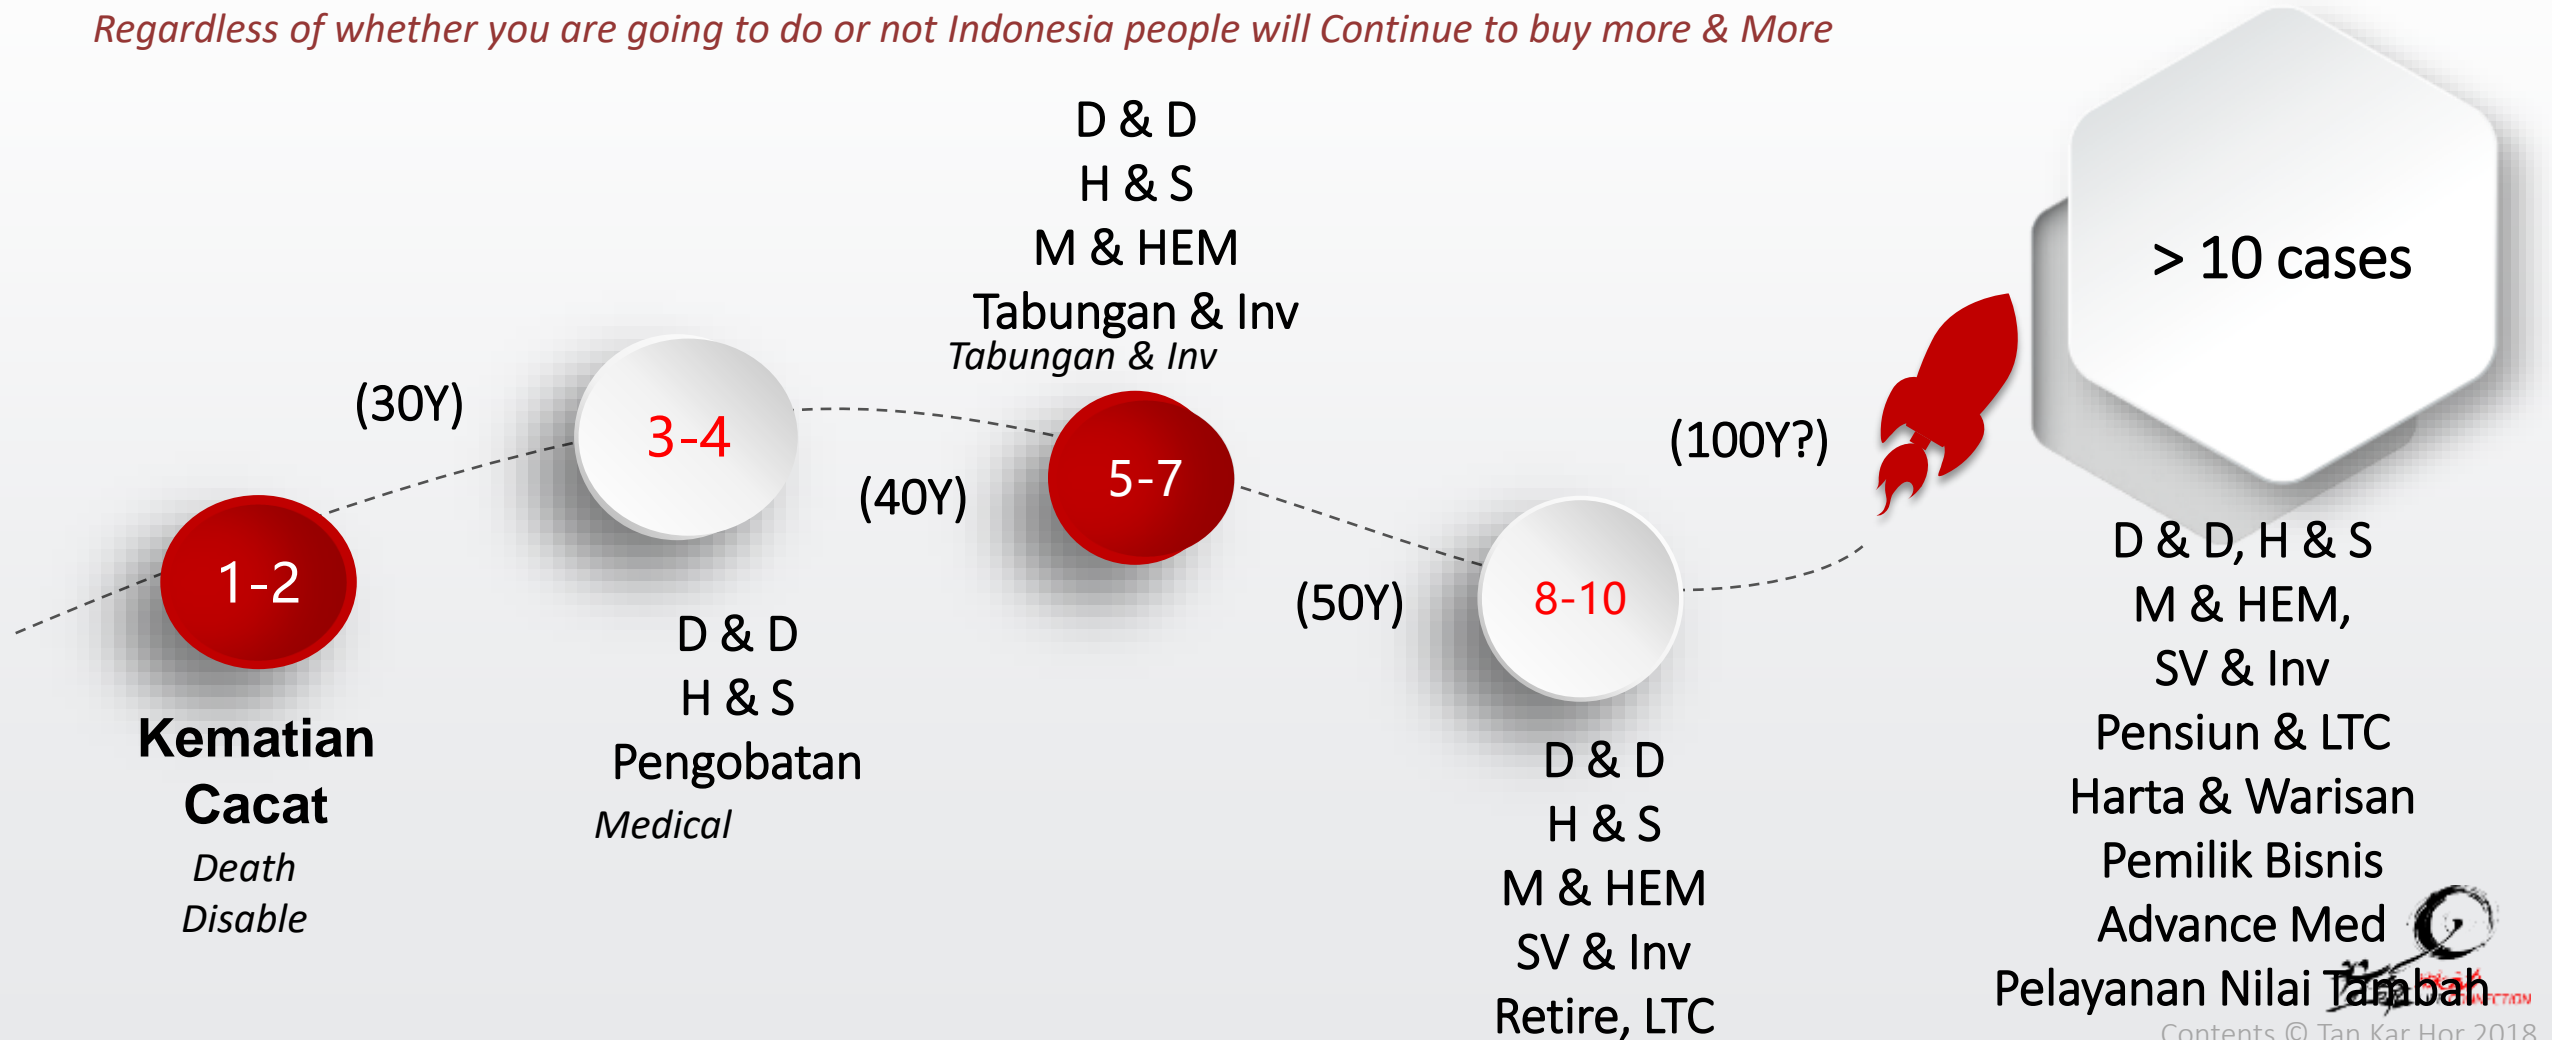 Regardless of whether you are going to do or not Indonesia people will Continue to buy more & More
1-2
Kematian
Cacat
Death
Disable
(30Y)
3-4
D & D
H & S
Pengobatan
Medical
(40Y)
D & D
H & S
M & HEM
Tabungan & Inv
Tabungan & Inv
5-7
(50Y)
8-10
D & D
H & S
M & HEM
SV & Inv
Retire, LTC
(100Y?)
> 10 cases
D & D, H & S
M & HEM,
SV & Inv
Pensiun & LTC
Harta & Warisan
Pemilik Bisnis
Advance Med
Pelayanan Nilai Tambah
Contents © Tan Kar Hor 2018